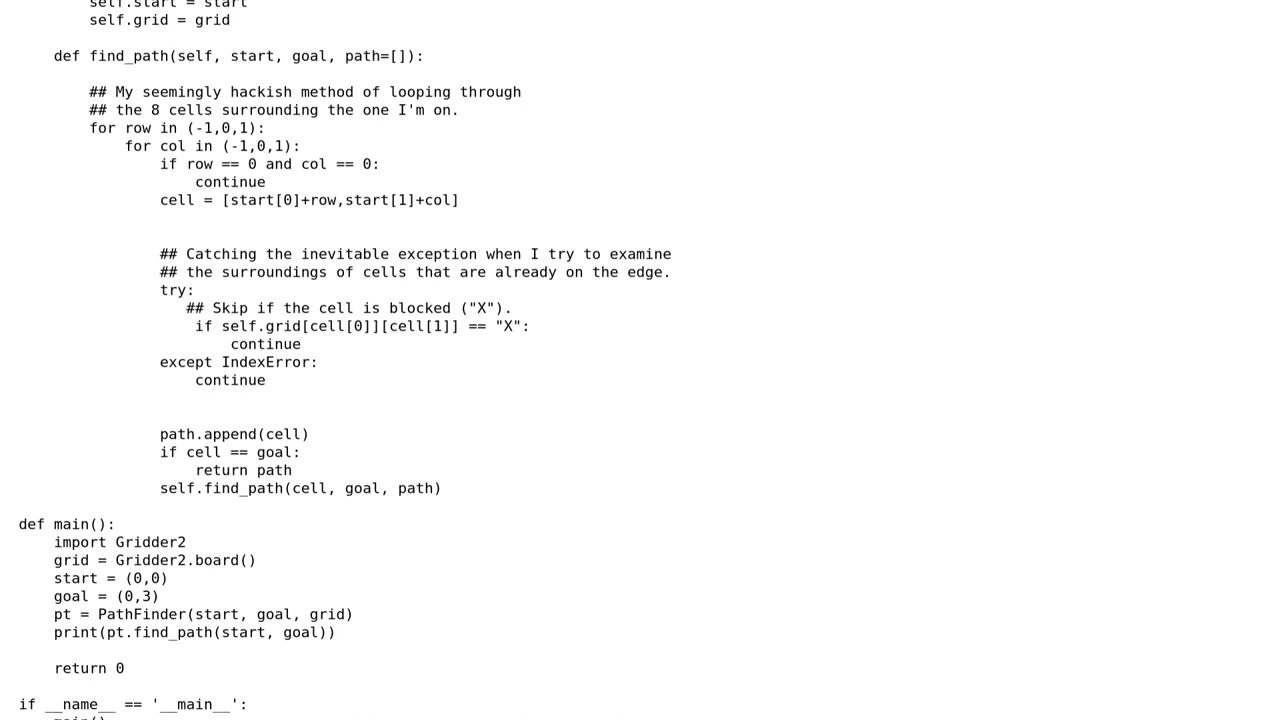 self.start = start
self.grid = grid
def find_path(self, start, goal, path=[]):
## My seemingly hackish method of looping through
## the 8 cells surrounding the one I'm on.
for row in (-1,0,1):
for col in (-1,0,1):
if row == 0 and col == 0:
continue
cell = [start[0]+row,start[1]+col]
## Catching the inevitable exception when I try to examine
## the surroundings of cells that are already on the edge.
try:
## Skip if the cell is blocked ("X").
if self.grid[cell[0]][cell[1]] == "X":
continue
except IndexError:
continue
path.append(cell)
if cell == goal:
return path
self.find_path(cell, goal, path)
def main():
import Gridder2
grid = Gridder2.board()
start = (0,0)
goal = (0,3)
pt = PathFinder(start, goal, grid)
print(pt.find_path(start, goal))
return 0
if __name__ == '__main__':
main()